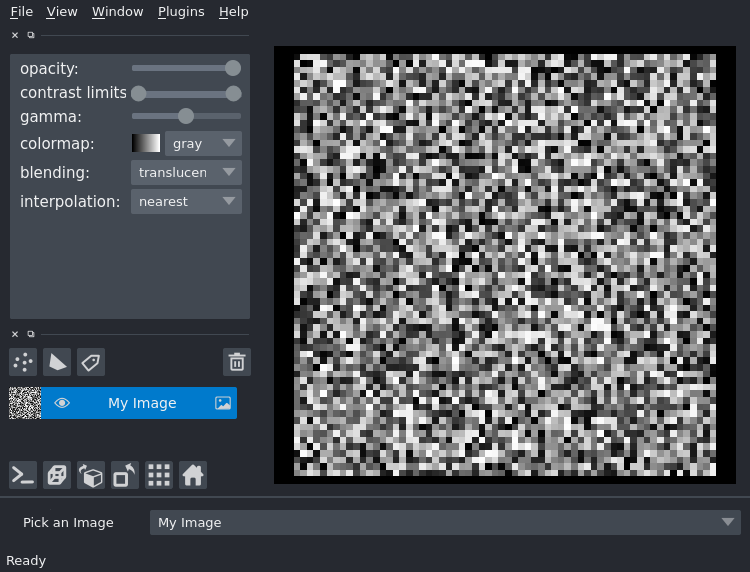 File View Window Plugins Help
opacity:
contrast limits
gamma:
colormap: gray
blending: translucen
interpolation: nearest
My Image
Pick an Image My Image
Ready